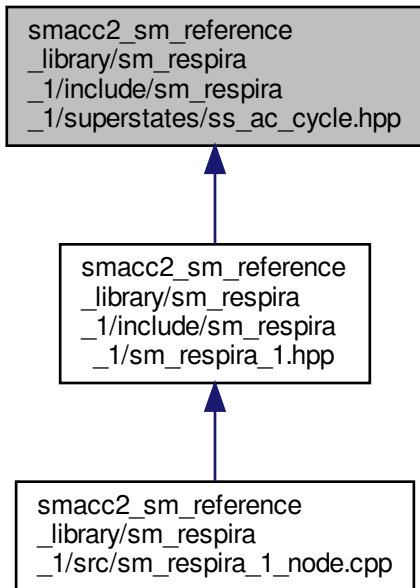 smacc2_sm_reference
_library/sm_respira
_1/include/sm_respira
_1/superstates/ss_ac_cycle.hpp
smacc2_sm_reference
_library/sm_respira
_1/include/sm_respira
_1/sm_respira_1.hpp
smacc2_sm_reference
_library/sm_respira
_1/src/sm_respira_1_node.cpp